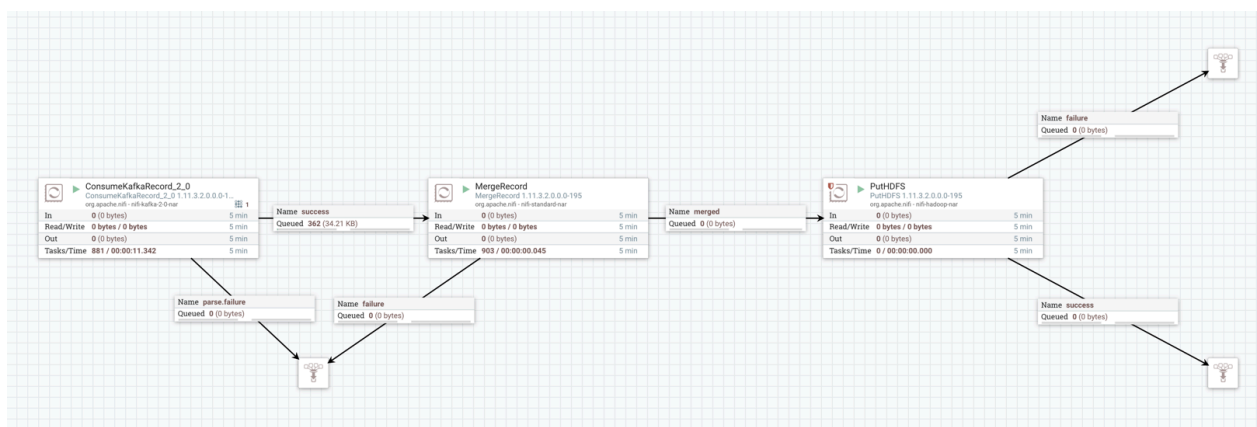 Name failure
Queued 0 (0 bytes)
ConsumeKafkaRecord_2_0
ConsumeKafkaRecord_2_0 1.11.3.2.0.0.0-1...
org.apache.nifi - nifi-kafka-2-0-nar
1
In 0 (0 bytes) 5 min
Read/Write 0 bytes / 0 bytes 5 min
Out 0 (0 bytes) 5 min
Tasks/Time 881 / 00:00:11.342 5 min
Name success
Queued 362 (34.21 KB)
MergeRecord
MergeRecord 1.11.3.2.0.0.0-195
org.apache.nifi - nifi-standard-nar
In 0 (0 bytes) 5 min
Read/Write 0 bytes / 0 bytes 5 min
Out 0 (0 bytes) 5 min
Tasks/Time 903 / 00:00:00.045 5 min
Name merged
Queued 0 (0 bytes)
PutHDFS
PutHDFS 1.11.3.2.0.0.0-195
org.apache.nifi - nifi-hadoop-nar
In 0 (0 bytes) 5 min
Read/Write 0 bytes / 0 bytes 5 min
Out 0 (0 bytes) 5 min
Tasks/Time 0 / 00:00:00.000 5 min
Name parse.failure
Queued 0 (0 bytes)
Name failure
Queued 0 (0 bytes)
Name success
Queued 0 (0 bytes)